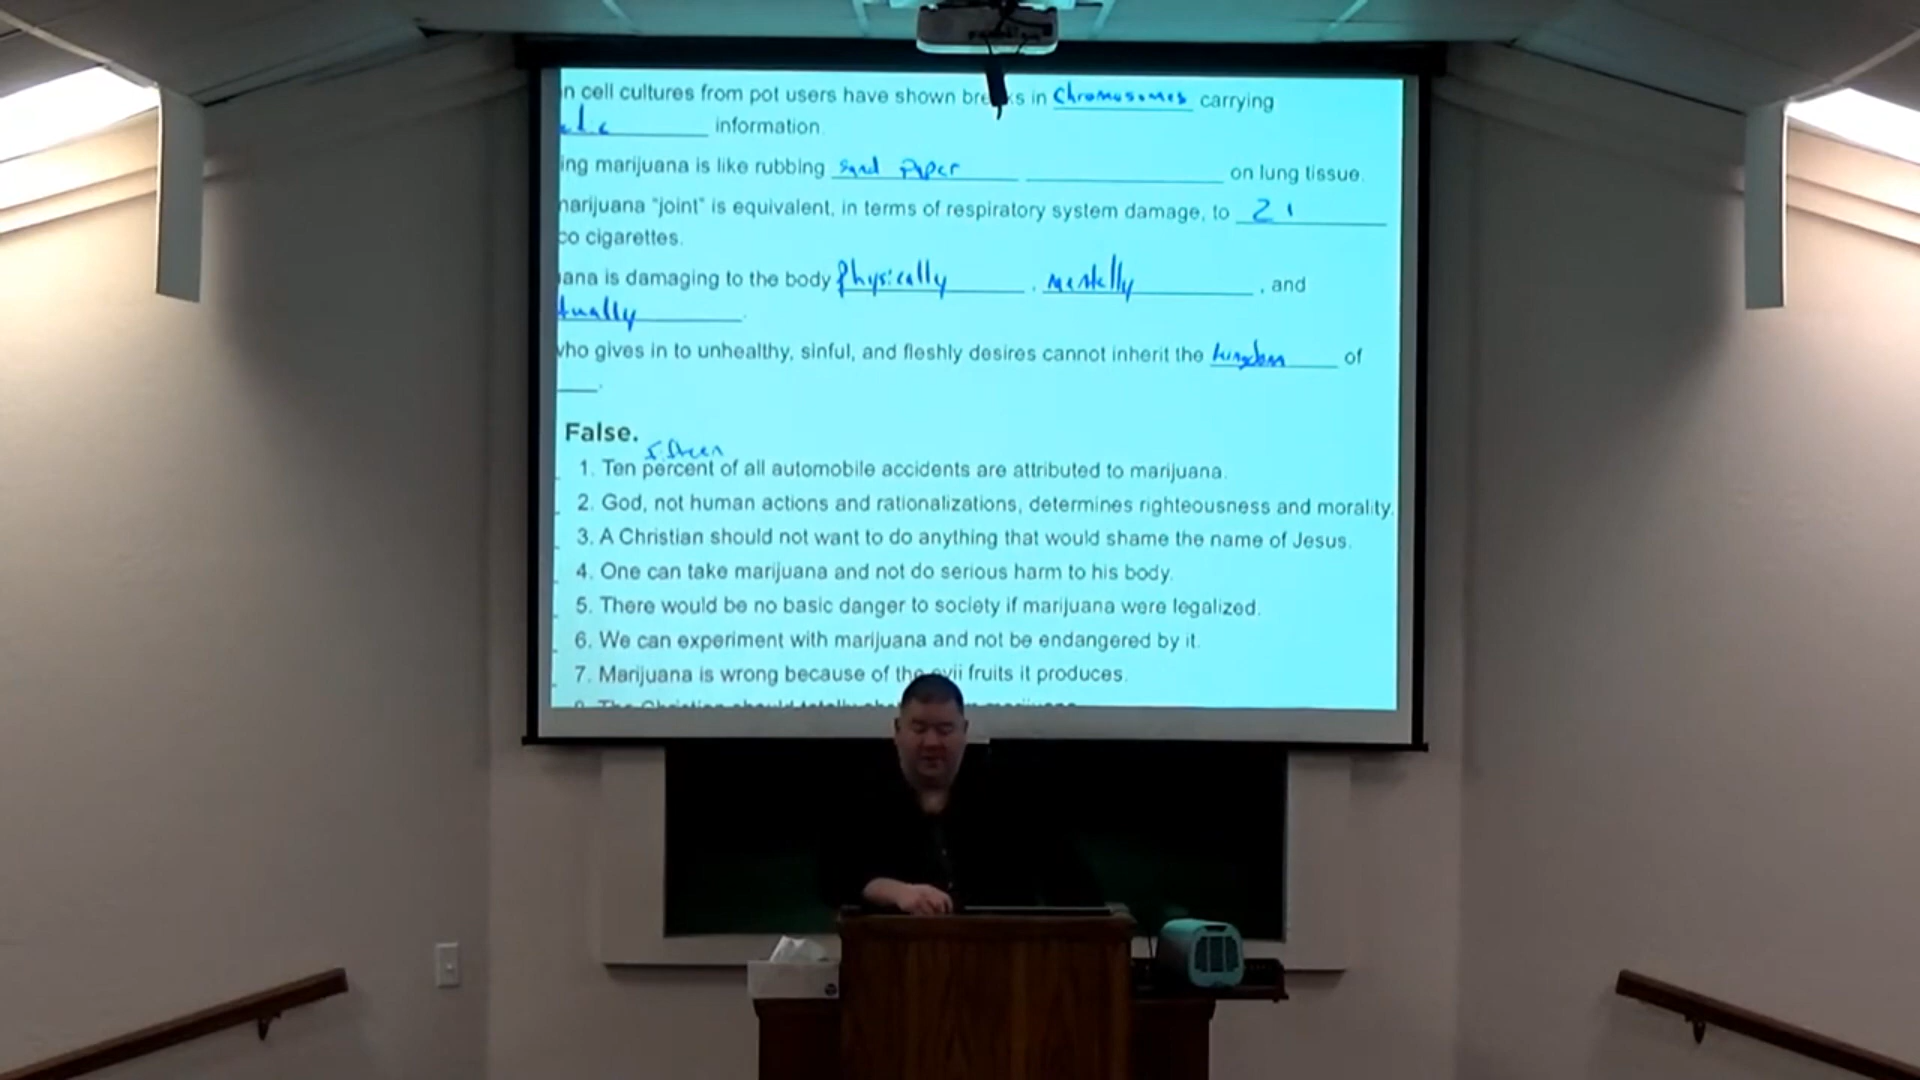 n cell cultures from pot users have shown breaks in Chromosomes carrying
information.
ing marijuana is like rubbing sand paper on lung tissue.
marijuana "joint" is equivalent, in terms of respiratory system damage, to
co cigarettes.
ana is damaging to the body physically, mentally, and
tually.
who gives in to unhealthy, sinful, and fleshly desires cannot inherit the kingdom of
False.
fifteen
1. Ten percent of all automobile accidents are attributed to marijuana.
2. God, not human actions and rationalizations, determines righteousness and morality.
3. A Christian should not want to do anything that would shame the name of Jesus.
4. One can take marijuana and not do serious harm to his body.
5. There would be no basic danger to society if marijuana were legalized.
6. We can experiment with marijuana and not be endangered by it.
7. Marijuana is wrong because of the evil fruits it produces.